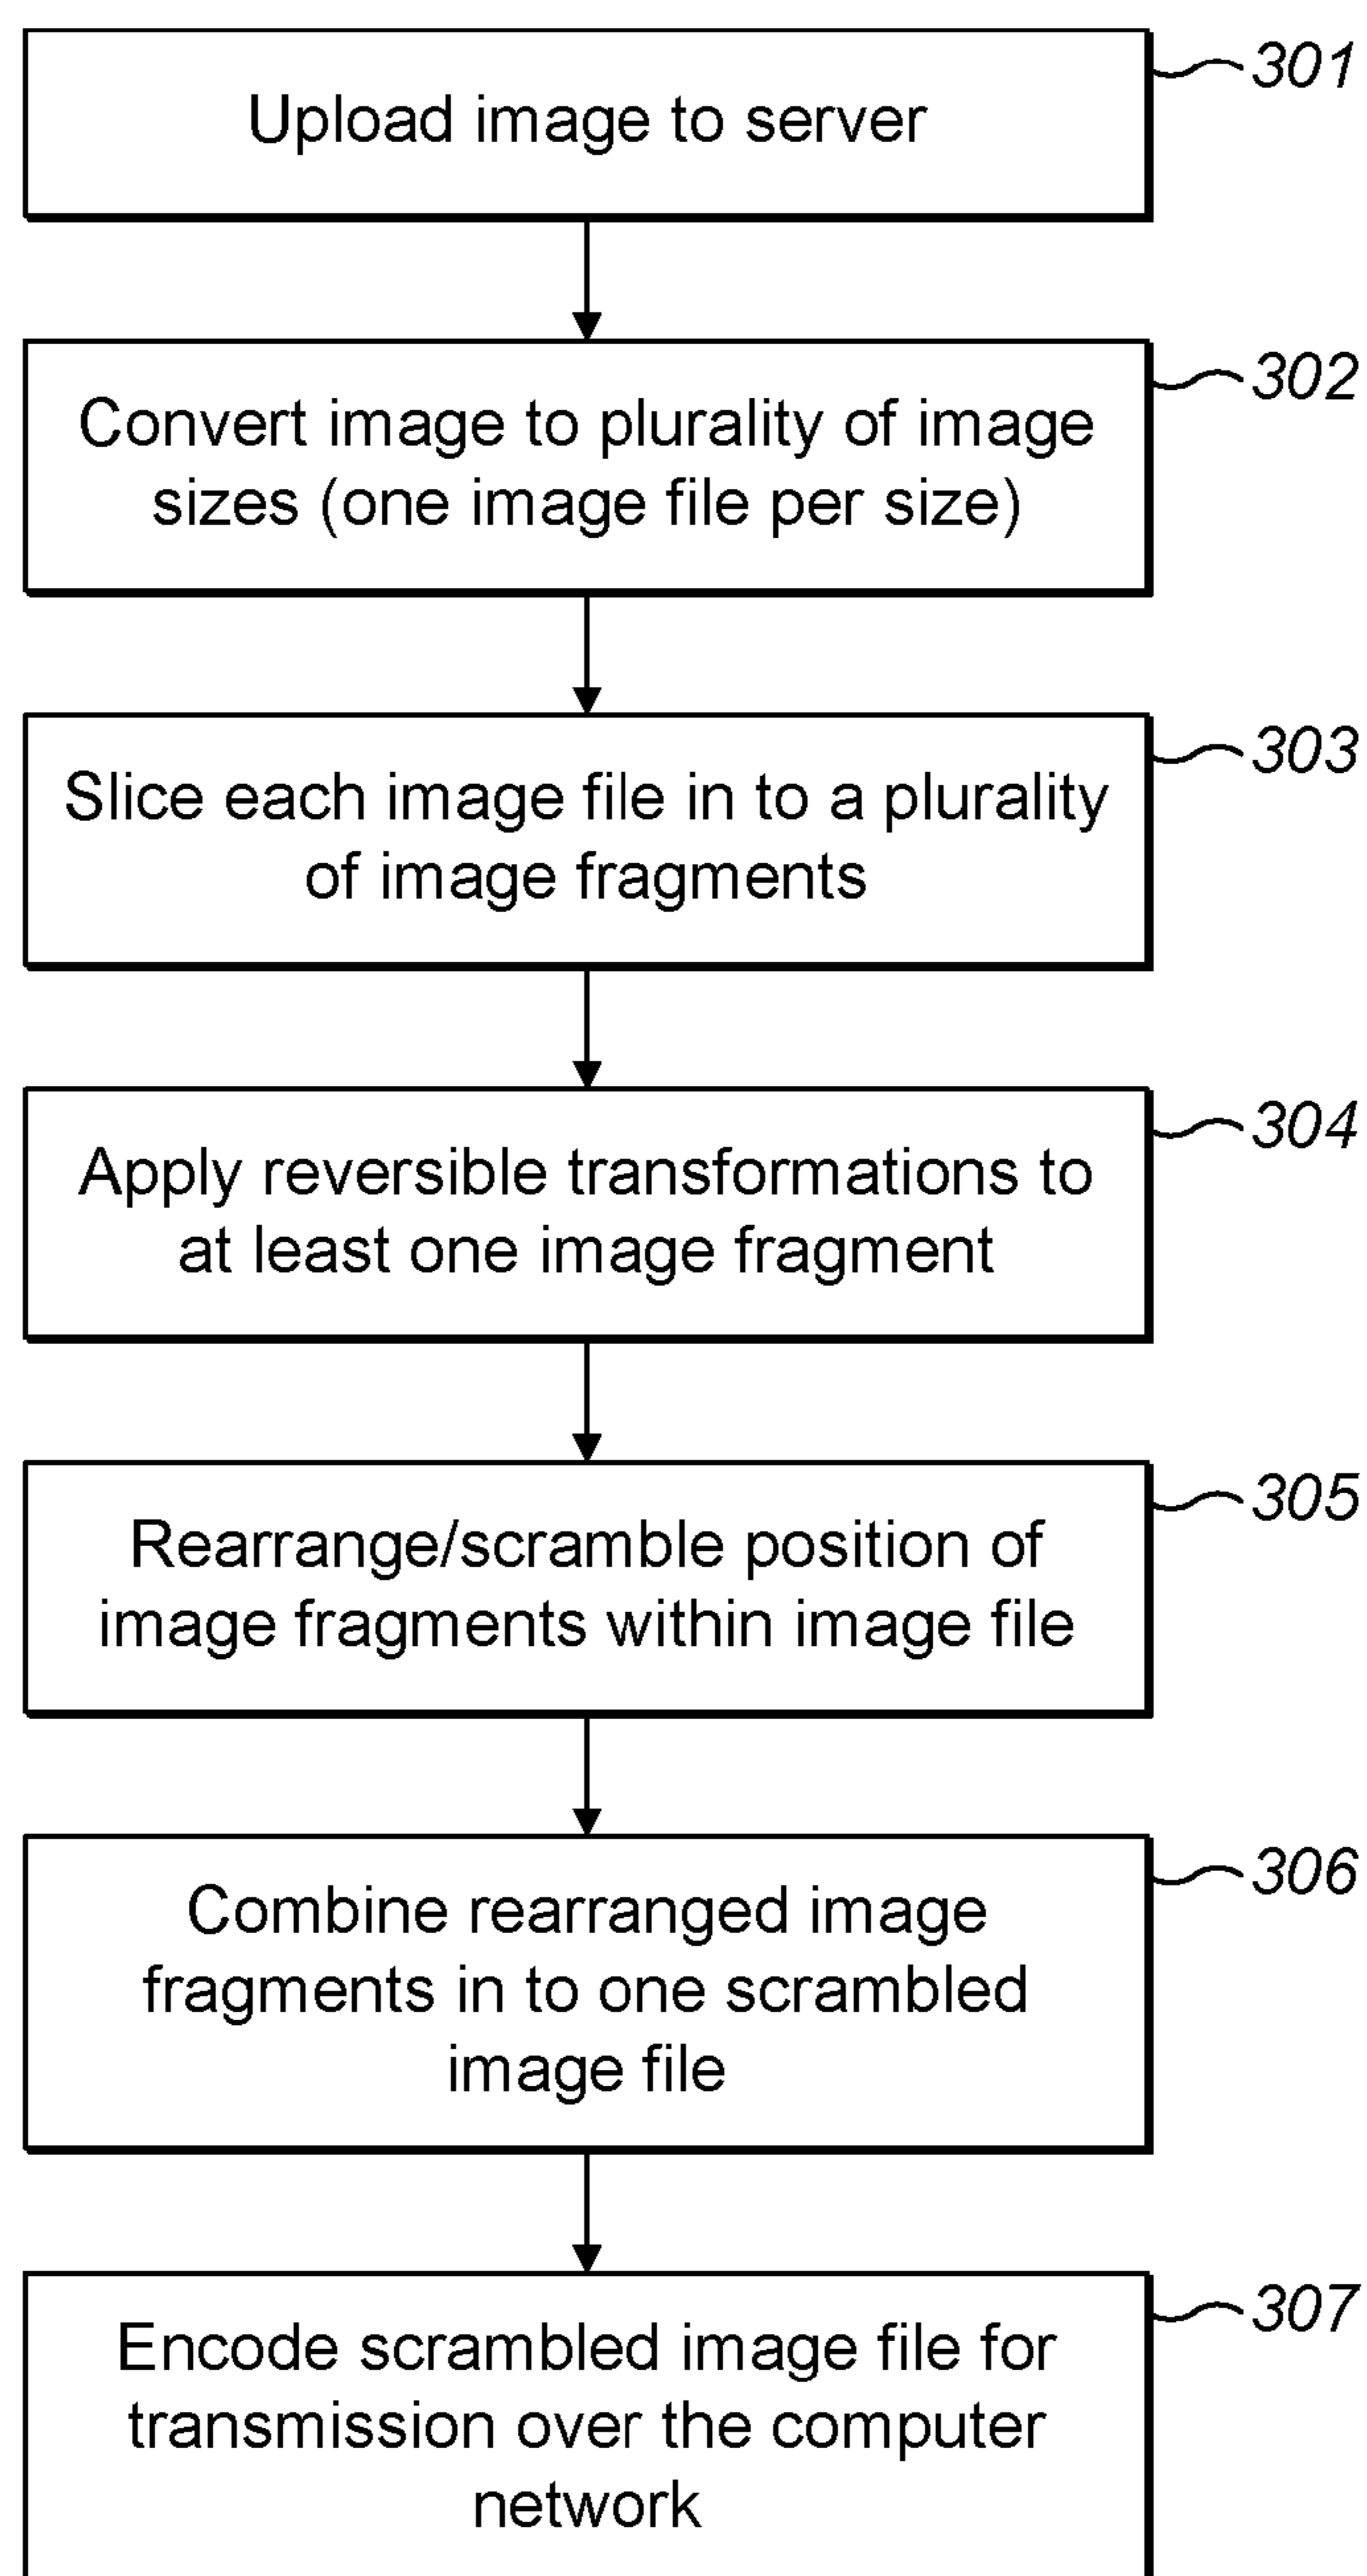 301
Upload image to server
302
Convert image to plurality of image
sizes (one image file per size)
303
Slice each image file in to a plurality
of image fragments
304
Apply reversible transformations to
at least one image fragment
305
Rearrange/scramble position of
image fragments within image file
306
Combine rearranged image
fragments in to one scrambled
image file
307
Encode scrambled image file for
transmission over the computer
network